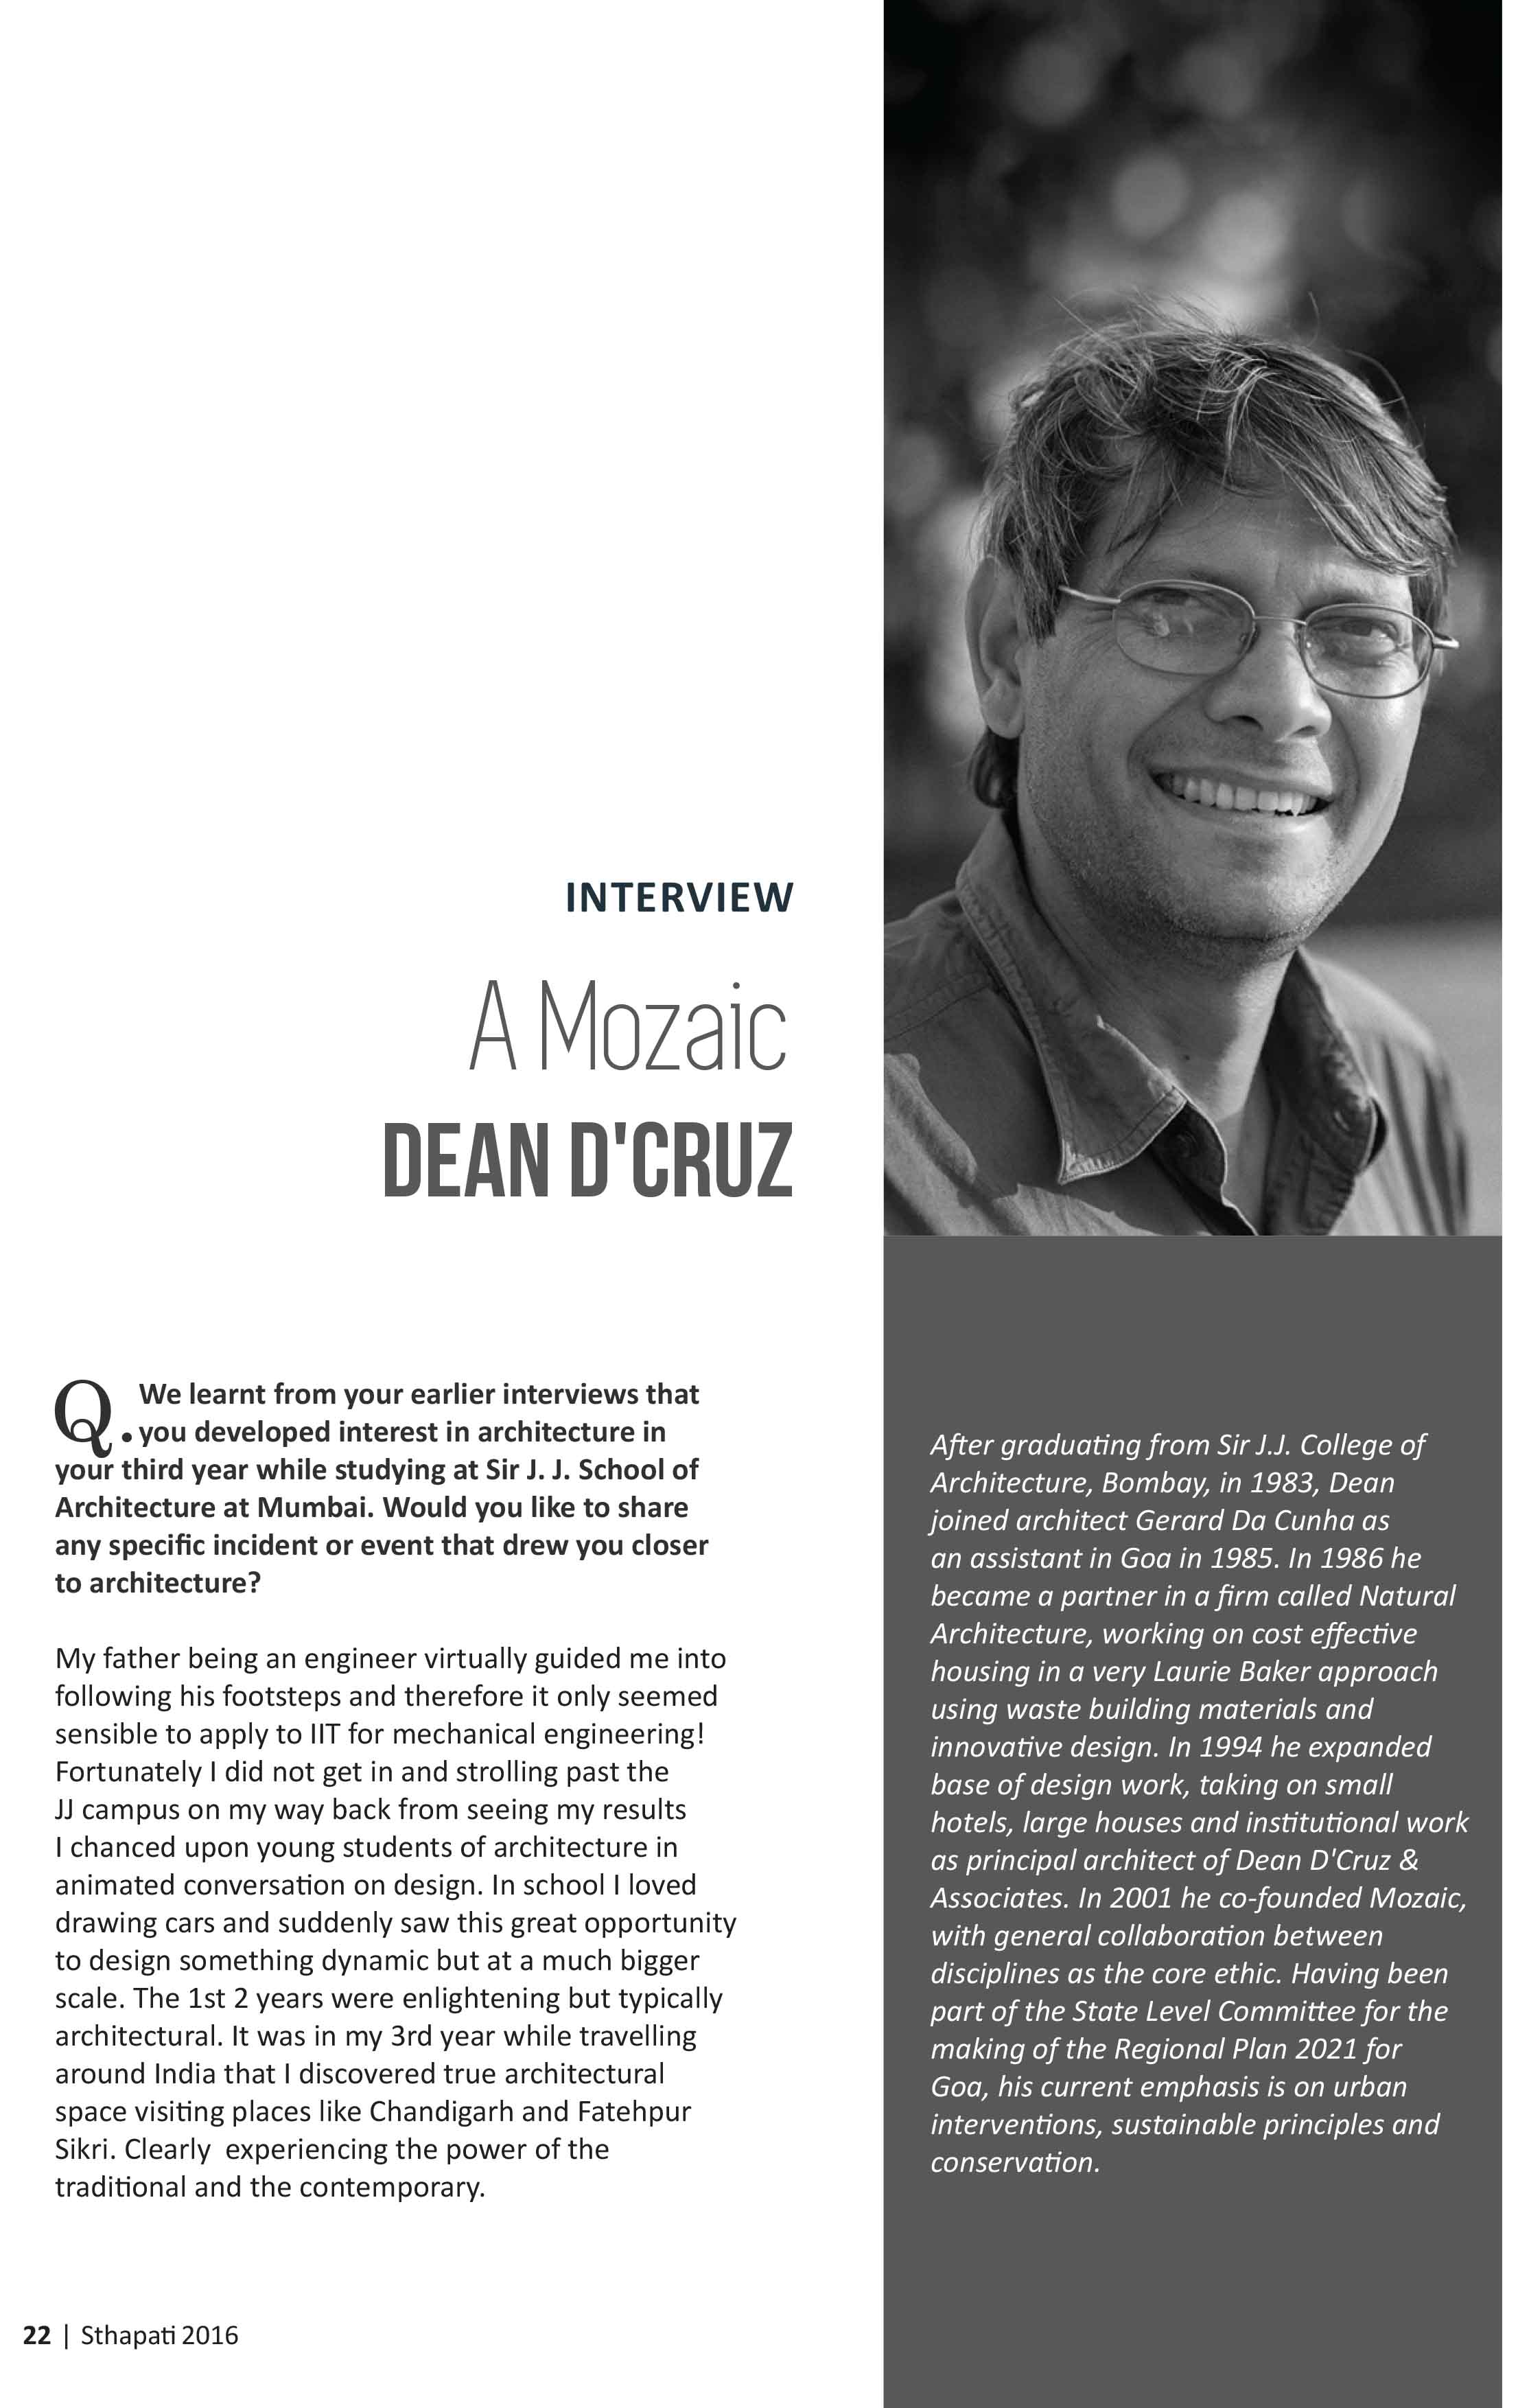 INTERVIEW
A Mozaic
DEAN D'CRUZ
Q. We learnt from your earlier interviews that
you developed interest in architecture in
your third year while studying at Sir J. J. School of
Architecture at Mumbai. Would you like to share
any specific incident or event that drew you closer
to architecture?
My father being an engineer virtually guided me into
following his footsteps and therefore it only seemed
sensible to apply to IIT for mechanical engineering!
Fortunately I did not get in and strolling past the
JJ campus on my way back from seeing my results
I chanced upon young students of architecture in
animated conversation on design. In school I loved
drawing cars and suddenly saw this great opportunity
to design something dynamic but at a much bigger
scale. The 1st 2 years were enlightening but typically
architectural. It was in my 3rd year while travelling
around India that I discovered true architectural
space visiting places like Chandigarh and Fatehpur
Sikri. Clearly  experiencing the power of the
traditional and the contemporary.
After graduating from Sir J.J. College of
Architecture, Bombay, in 1983, Dean
joined architect Gerard Da Cunha as
an assistant in Goa in 1985. In 1986 he
became a partner in a firm called Natural
Architecture, working on cost effective
housing in a very Laurie Baker approach
using waste building materials and
innovative design. In 1994 he expanded
base of design work, taking on small
hotels, large houses and institutional work
as principal architect of Dean D'Cruz &
Associates. In 2001 he co-founded Mozaic,
with general collaboration between
disciplines as the core ethic. Having been
part of the State Level Committee for the
making of the Regional Plan 2021 for
Goa, his current emphasis is on urban
interventions, sustainable principles and
conservation.
22 | Sthapati 2016